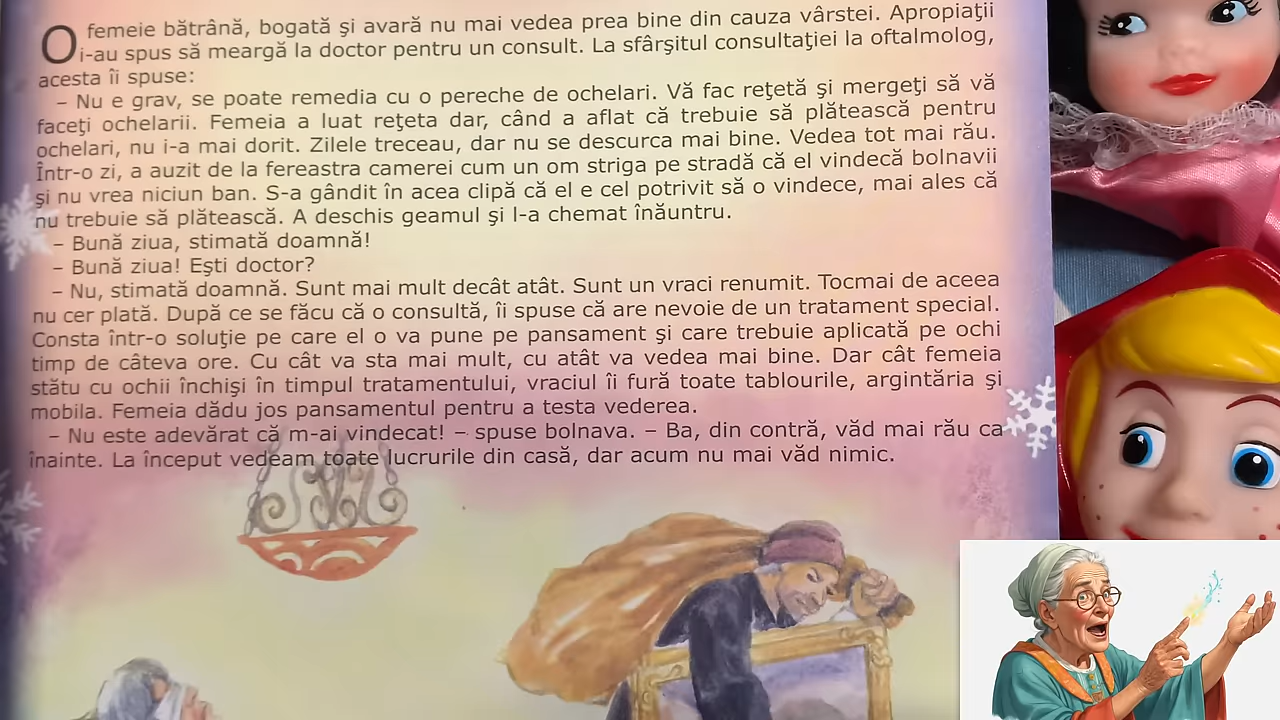 O femeie bătrână, bogată şi avară nu mai vedea prea bine din cauza vârstei. Apropiaţii
i-au spus să meargă la doctor pentru un consult. La sfârşitul consultaţiei la oftalmolog,
acesta îi spuse:
– Nu e grav, se poate remedia cu o pereche de ochelari. Vă fac reţetă şi mergeţi să vă
faceţi ochelarii. Femeia a luat reţeta dar, când a aflat că trebuie să plătească pentru
ochelari, nu i-a mai dorit. Zilele treceau, dar nu se descurca mai bine. Vedea tot mai rău.
Într-o zi, a auzit de la fereastra camerei cum un om striga pe stradă că el vindecă bolnavii
şi nu vrea niciun ban. S-a gândit în acea clipă că el e cel potrivit să o vindece, mai ales că
nu trebuie să plătească. A deschis geamul şi l-a chemat înăuntru.
– Bună ziua, stimată doamnă!
– Bună ziua! Eşti doctor?
– Nu, stimată doamnă. Sunt mai mult decât atât. Sunt un vraci renumit. Tocmai de aceea
nu cer plată. După ce se făcu că o consultă, îi spuse că are nevoie de un tratament special.
Consta într-o soluţie pe care el o va pune pe pansament şi care trebuie aplicată pe ochi
timp de câteva ore. Cu cât va sta mai mult, cu atât va vedea mai bine. Dar cât femeia
stătu cu ochii închişi în timpul tratamentului, vraciul îi fură toate tablourile, argintăria şi
mobila. Femeia dădu jos pansamentul pentru a testa vederea.
– Nu este adevărat că m-ai vindecat! – spuse bolnava. – Ba, din contră, văd mai rău ca
înainte. La început vedeam toate lucrurile din casă, dar acum nu mai văd nimic.